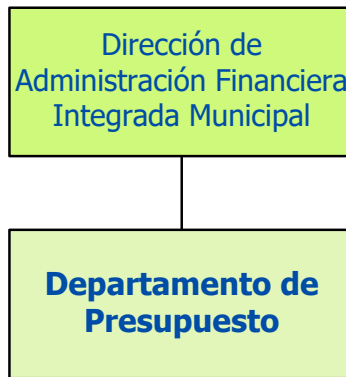 Dirección de
Administración Financiera
Integrada Municipal
Departamento de
Presupuesto